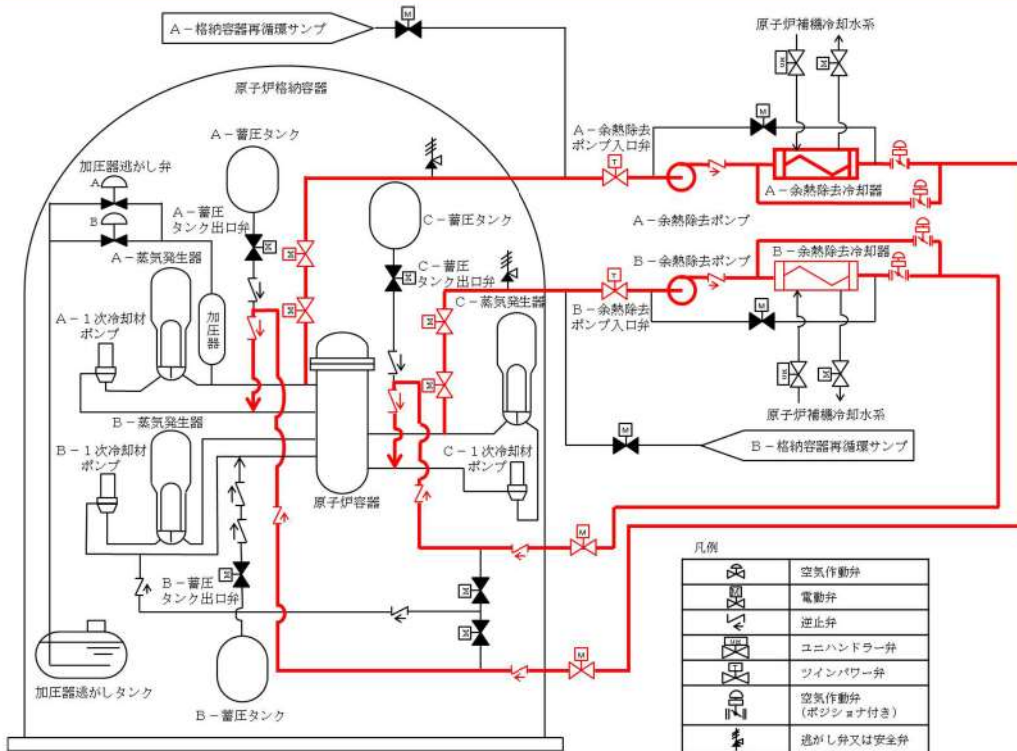 A－格納容器再循環サンプ
M
原子炉補機冷却水系
原子炉格納容器
A－蓄圧タンク
加圧器逃がし弁
A
B
A－余熱除去
ポンプ入口弁
M
T
A－余熱除去冷却器
A－余熱除去ポンプ
A－蓄圧
タンク出口弁
C－蓄圧タンク
A－蒸気発生器
C－蓄圧
タンク出口弁
C－蒸気発生器
B－余熱除去ポンプ
B－余熱除去冷却器
T
M
B－余熱除去
ポンプ入口弁
A－1次冷却材
ポンプ
加圧器
B－蒸気発生器
原子炉補機冷却水系
M
B－格納容器再循環サンプ
B－1次冷却材
ポンプ
C－1次冷却材
ポンプ
原子炉容器
M
B－蓄圧
タンク出口弁
M
加圧器逃がしタンク
B－蓄圧タンク
凡例
空気作動弁
M
電動弁
逆止弁
ユニハンドラー弁
ツインパワー弁
空気作動弁
(ポジショナ付き)
逃がし弁又は安全弁